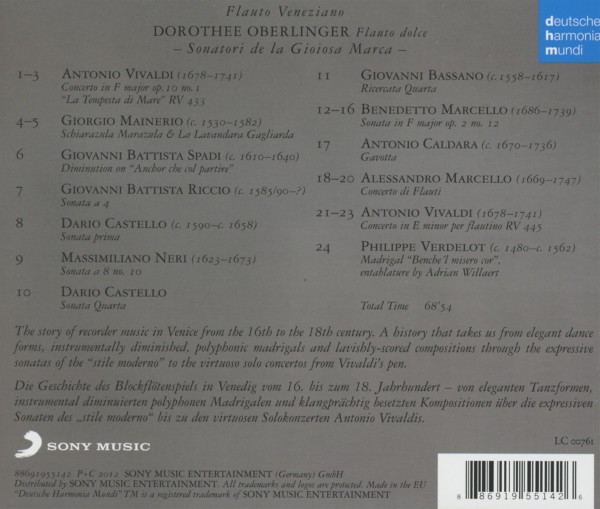 Flauto Veneziano
DOROTHEE OBERLINGER Flauto dolce
– Sonatori de la Gioiosa Marca –
deutsche
harmonia
mundi
1–3 ANTONIO VIVALDI (1678–1741)
Concerto in F major op. 10 no. 1
"La Tempesta di Mare" RV 433
4–5 GIORGIO MAINERIO (c. 1530–1582)
Schiarazula Marazula & La Lavandara Gagliarda
6 GIOVANNI BATTISTA SPADI (c. 1610–1640)
Diminution on "Anchor che col partire"
7 GIOVANNI BATTISTA RICCIO (c. 1585/90–?)
Sonata a 4
8 DARIO CASTELLO (c. 1590–c. 1658)
Sonata prima
9 MASSIMILIANO NERI (c. 1623–1673)
Sonata a 8 no. 10
10 DARIO CASTELLO
Sonata Quarta
11 GIOVANNI BASSANO (c. 1558–1617)
Ricercata Quarta
12–16 BENEDETTO MARCELLO (1686–1739)
Sonata in F major op. 2 no. 12
17 ANTONIO CALDARA (c. 1670–1736)
Gavotta
18–20 ALESSANDRO MARCELLO (1669–1747)
Concerto di Flauti
21–23 ANTONIO VIVALDI (1678–1741)
Concerto in E minor per flautino RV 445
24 PHILIPPE VERDELOT (c. 1480–c. 1562)
Madrigal "Benche'l misero cor",
entablature by Adrian Willaert
Total Time 68'54
The story of recorder music in Venice from the 16th to the 18th century. A history that takes us from elegant dance
forms, instrumentally diminished, polyphonic madrigals and lavishly-scored compositions through the expressive
sonatas of the "stile moderno" to the virtuoso solo concertos from Vivaldi's pen.
Die Geschichte des Blockflötenspiels in Venedig vom 16. bis zum 18. Jahrhundert – von eleganten Tanzformen,
instrumental diminuierten polyphonen Madrigalen und klangprächtig besetzten Kompositionen über die expressiven
Sonaten des „stile moderno" bis zu den virtuosen Solokonzerten Antonio Vivaldis.
SONY MUSIC
LC 00761
88691955142 P+C 2012 SONY MUSIC ENTERTAINMENT (Germany) GmbH
Distributed by SONY MUSIC ENTERTAINMENT. All trademarks and logos are protected. Made in the EU
"Deutsche Harmonia Mundi" TM is a registered trademark of SONY MUSIC ENTERTAINMENT
8 86919 55142 6